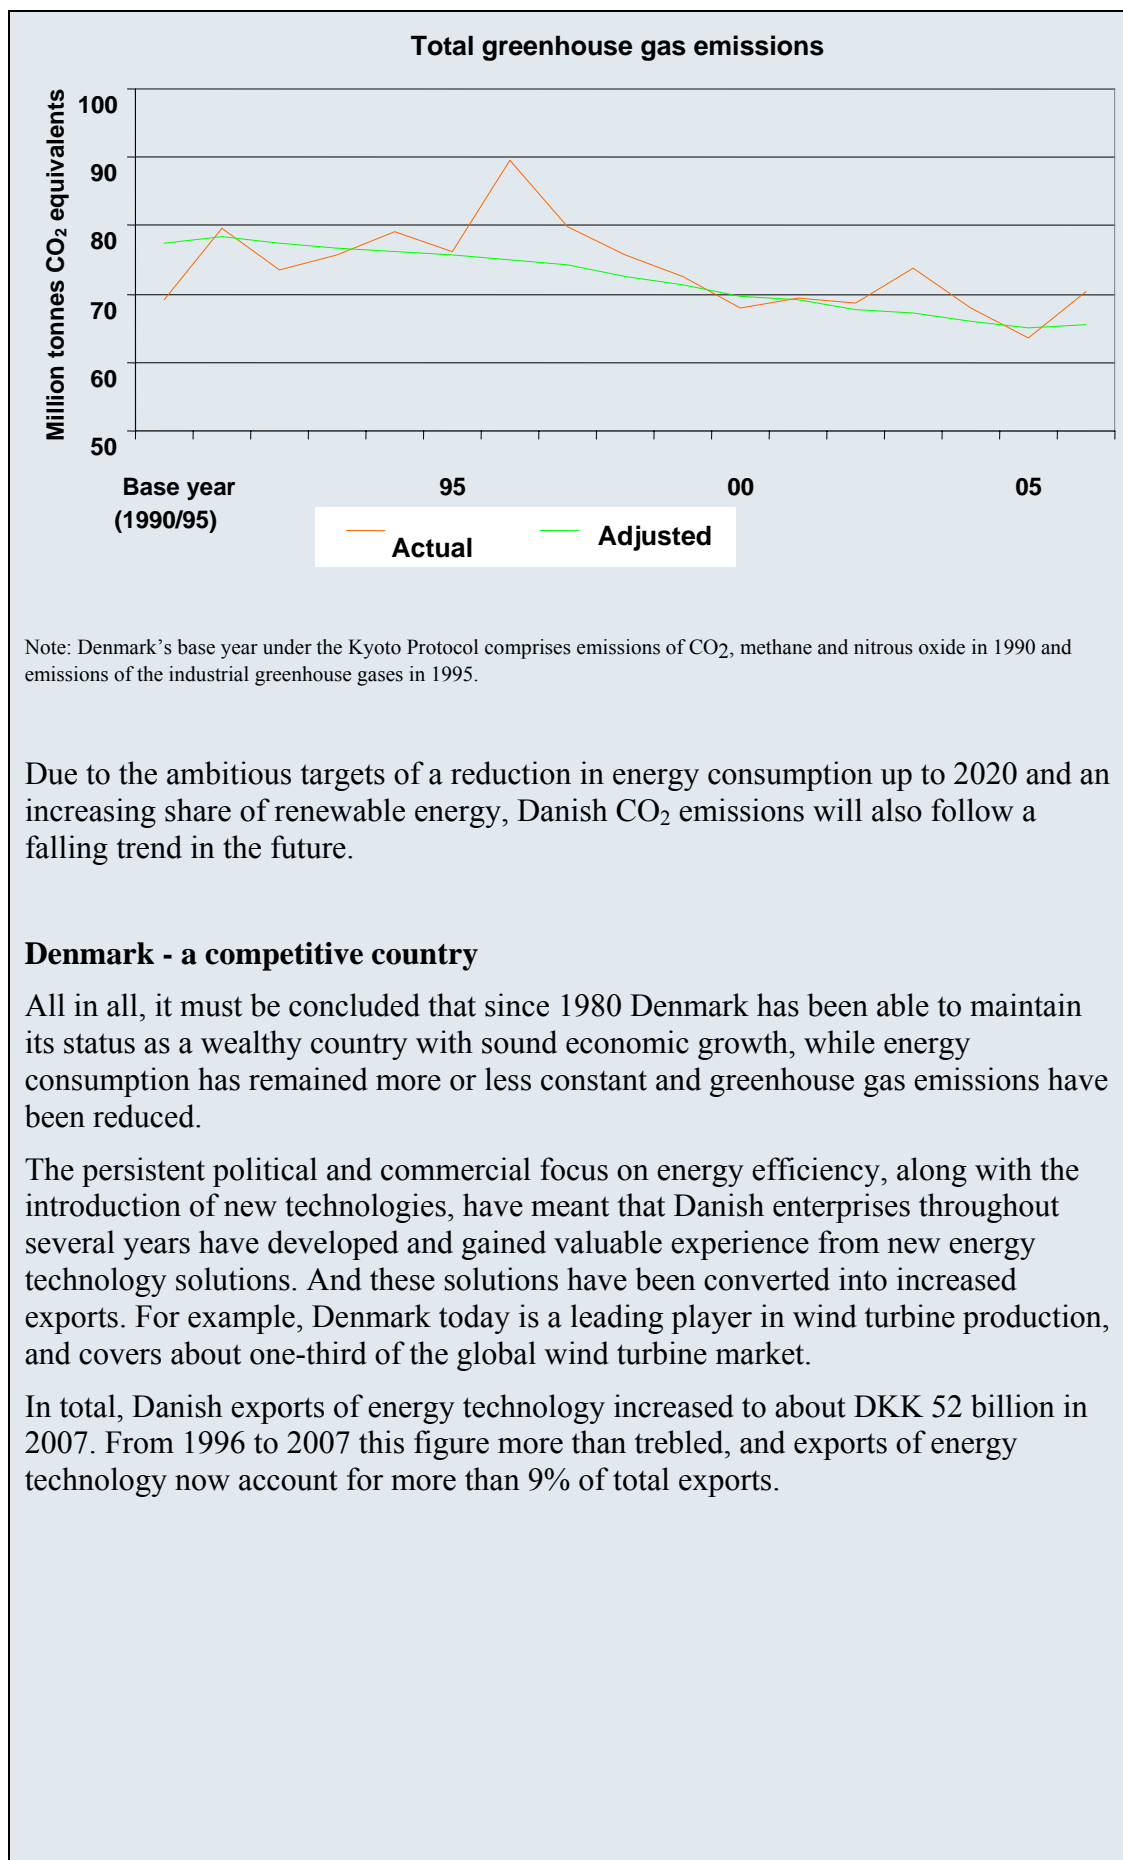 Total greenhouse gas emissions
Million tonnes CO₂ equivalents
100
90
80
70
60
50
Base year
(1990/95)
95
00
05
Actual
Adjusted
Note: Denmark’s base year under the Kyoto Protocol comprises emissions of CO2, methane and nitrous oxide in 1990 and
emissions of the industrial greenhouse gases in 1995.
Due to the ambitious targets of a reduction in energy consumption up to 2020 and an
increasing share of renewable energy, Danish CO₂ emissions will also follow a
falling trend in the future.
Denmark - a competitive country
All in all, it must be concluded that since 1980 Denmark has been able to maintain
its status as a wealthy country with sound economic growth, while energy
consumption has remained more or less constant and greenhouse gas emissions have
been reduced.
The persistent political and commercial focus on energy efficiency, along with the
introduction of new technologies, have meant that Danish enterprises throughout
several years have developed and gained valuable experience from new energy
technology solutions. And these solutions have been converted into increased
exports. For example, Denmark today is a leading player in wind turbine production,
and covers about one-third of the global wind turbine market.
In total, Danish exports of energy technology increased to about DKK 52 billion in
2007. From 1996 to 2007 this figure more than trebled, and exports of energy
technology now account for more than 9% of total exports.